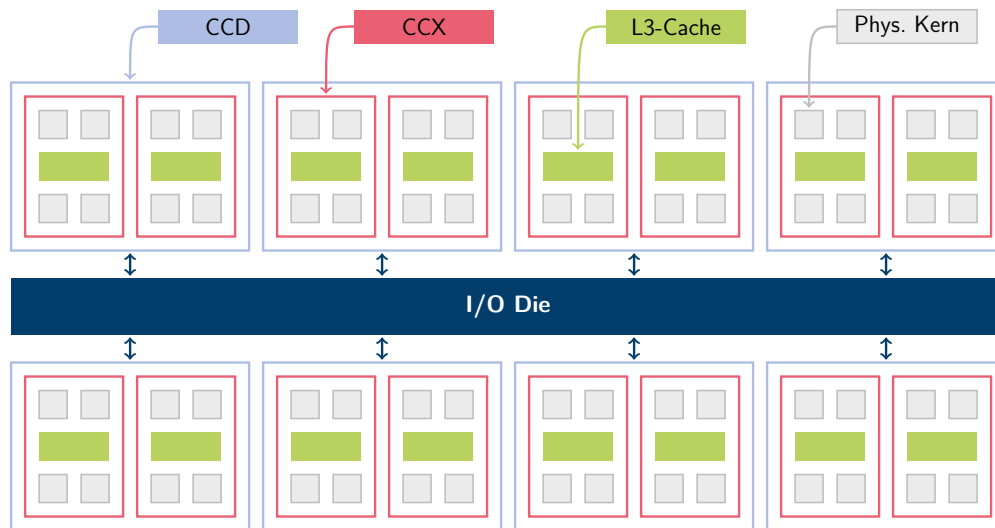 CCD
CCX
L3-Cache
Phys. Kern
I/O Die